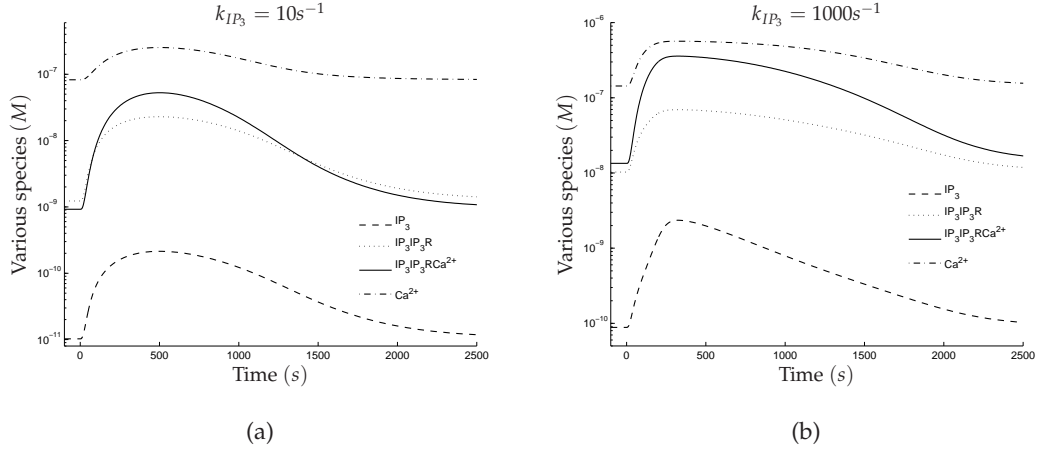 k_{IP_3} = 10s^{-1}
Various species (M)
10^{-7}
10^{-8}
10^{-9}
10^{-10}
10^{-11}
IP_3
IP_3IP_3R
IP_3IP_3RCa^{2+}
Ca^{2+}
0 500 1000 1500 2000 2500
Time (s)
(a)
k_{IP_3} = 1000s^{-1}
Various species (M)
10^{-6}
10^{-7}
10^{-8}
10^{-9}
10^{-10}
IP_3
IP_3IP_3R
IP_3IP_3RCa^{2+}
Ca^{2+}
0 500 1000 1500 2000 2500
Time (s)
(b)